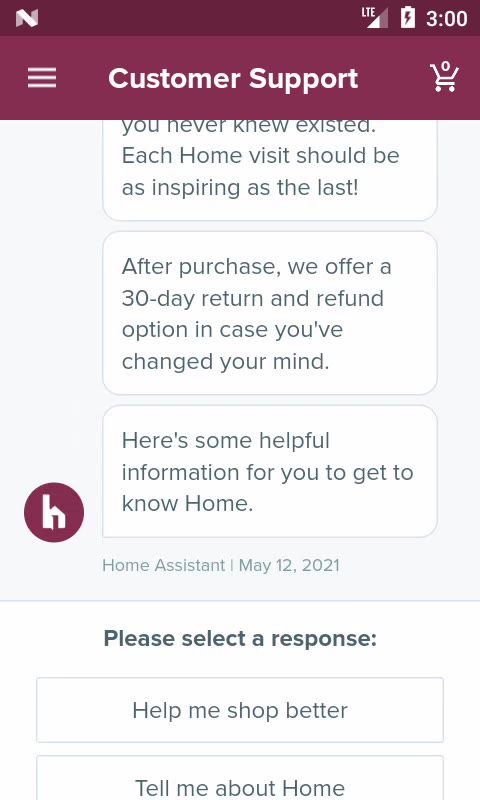 LTE 3:00
Customer Support
0
you never knew existed.
Each Home visit should be
as inspiring as the last!
After purchase, we offer a
30-day return and refund
option in case you've
changed your mind.
Here's some helpful
information for you to get to
know Home.
h
Home Assistant | May 12, 2021
Please select a response:
Help me shop better
Tell me about Home